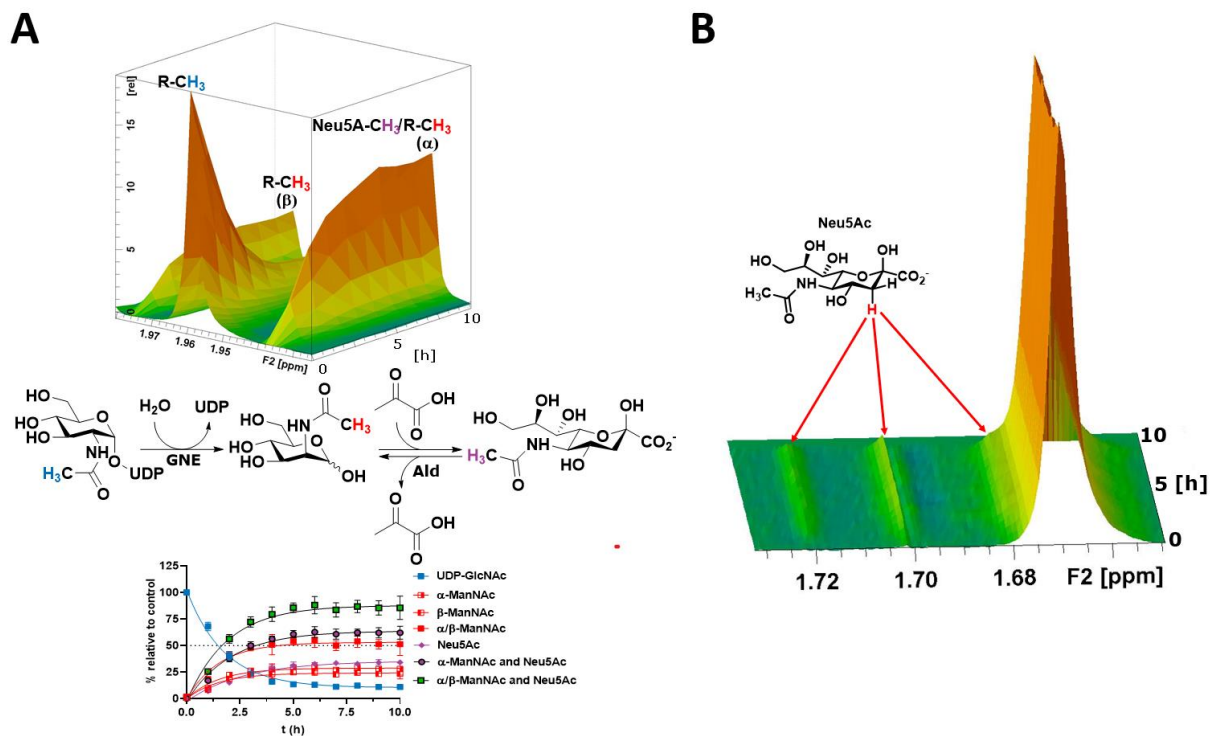 A
[rel]
15
10
5
0
R-CH3
R-CH3
(β)
Neu5A-CH3/R-CH3
(α)
1.97
1.96
1.95
F2 [ppm]
0
5
10
[h]
HO
HO
HO
O
NH
O
UDP
H3C
O
H2O
UDP
GNE
O
HN
CH3
HO
HO
HO
O
OH
O
OH
O
Ald
O
OH
O
OH
OH
OH
HO
O
CO2-
HN
OH
H3C
O
% relative to control
125
100
75
50
25
0
0.0
2.5
5.0
7.5
10.0
t (h)
UDP-GlcNAc
α-ManNAc
β-ManNAc
α/β-ManNAc
Neu5Ac
α-ManNAc and Neu5Ac
α/β-ManNAc and Neu5Ac
B
Neu5Ac
OH
OH
OH
HO
O
CO2-
HN
H
H3C
OH
O
H
10
5 [h]
0
1.72
1.70
1.68
F2 [ppm]